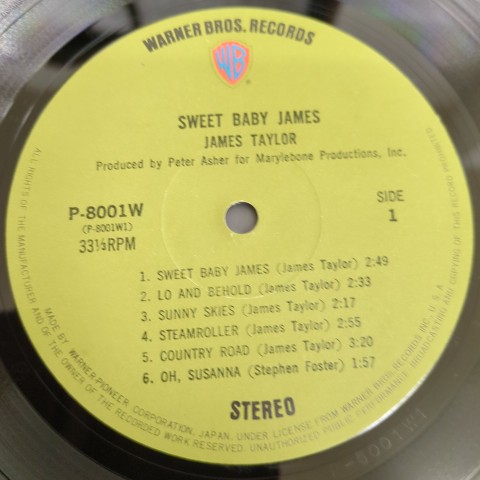 WARNER BROS. RECORDS
WB
®
SWEET BABY JAMES
JAMES TAYLOR
Produced by Peter Asher for Marylebone Productions, Inc.
P-8001W
(P-8001W1)
33⅓RPM
SIDE
1
1. SWEET BABY JAMES (James Taylor) 2:49
2. LO AND BEHOLD (James Taylor) 2:33
3. SUNNY SKIES (James Taylor) 2:17
4. STEAMROLLER (James Taylor) 2:55
5. COUNTRY ROAD (James Taylor) 3:20
6. OH, SUSANNA (Stephen Foster) 1:57
STEREO
MADE BY WARNER-PIONEER CORPORATION, JAPAN, UNDER LICENSE FROM WARNER BROS. RECORDS INC. U.S.A.
ALL RIGHTS OF THE MANUFACTURER AND OF THE OWNER OF THE RECORDED WORK RESERVED. UNAUTHORIZED PUBLIC PERFORMANCE, BROADCASTING AND COPYING OF THIS RECORD PROHIBITED